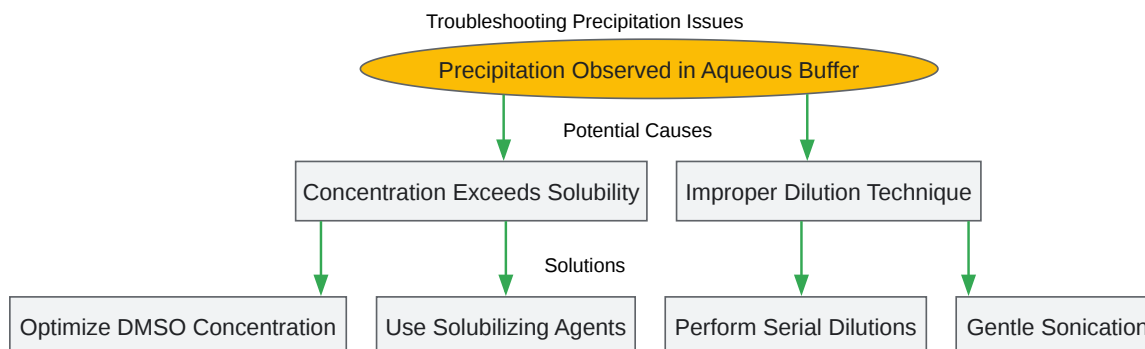 Troubleshooting Precipitation Issues
Precipitation Observed in Aqueous Buffer
Potential Causes
Concentration Exceeds Solubility
Improper Dilution Technique
Solutions
Optimize DMSO Concentration
Use Solubilizing Agents
Perform Serial Dilutions
Gentle Sonication